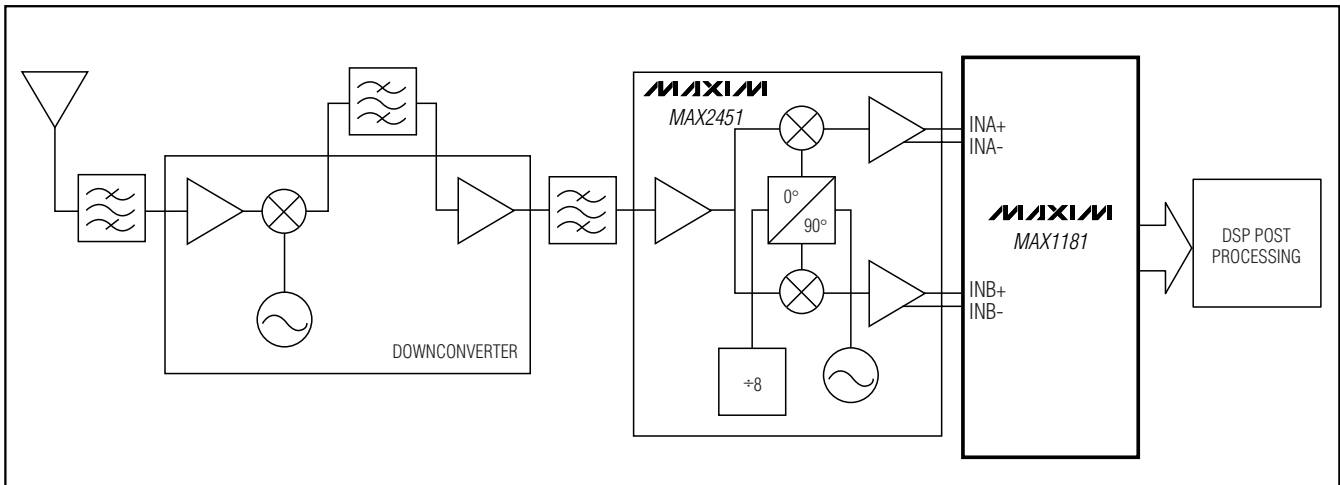 DOWNCONVERTER
MAXIM
MAX2451
0°
90°
÷8
INA+
INA-
INB+
INB-
MAXIM
MAX1181
DSP POST
PROCESSING